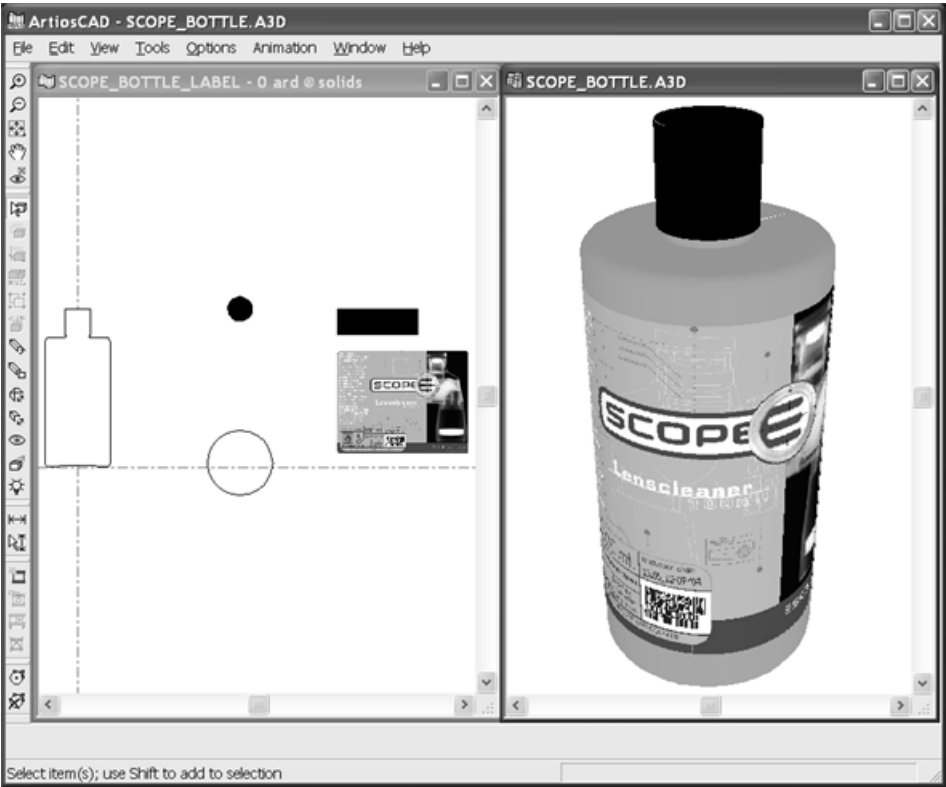 ArtiosCAD - SCOPE_BOTTLE.A3D
File Edit View Tools Options Animation Window Help
SCOPE_BOTTLE_LABEL - 0 ard @ solids
SCOPE_BOTTLE.A3D
SCOPE
Lenscleaner
SCOPE
Lenscleaner
Select item(s); use Shift to add to selection